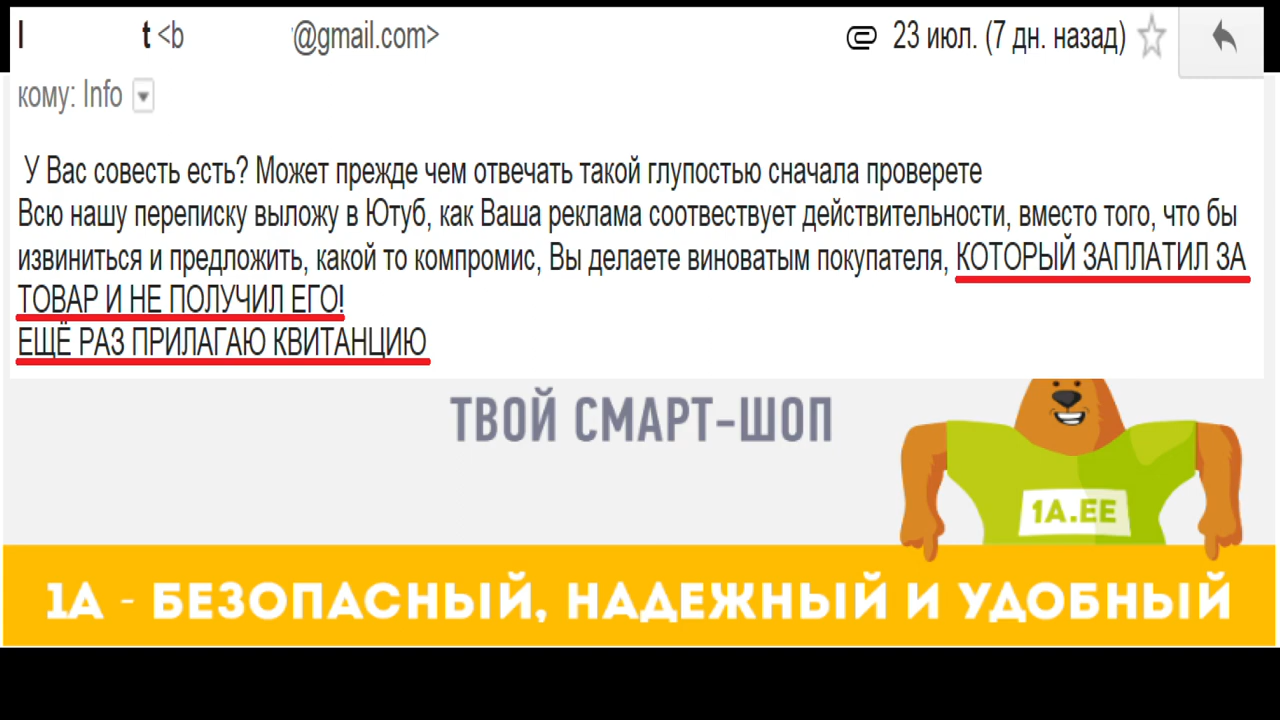 I t <b @gmail.com> 23 июл. (7 дн. назад)
кому: Info
У Вас совесть есть? Может прежде чем отвечать такой глупостью сначала проверете
Всю нашу переписку выложу в Ютуб, как Ваша реклама соотвествует действительности, вместо того, что бы
извиниться и предложить, какой то компромис, Вы делаете виноватым покупателя, КОТОРЫЙ ЗАПЛАТИЛ ЗА
ТОВАР И НЕ ПОЛУЧИЛ ЕГО!
ЕЩЁ РАЗ ПРИЛАГАЮ КВИТАНЦИЮ
ТВОЙ СМАРТ-ШОП
1A.EE
1А - БЕЗОПАСНЫЙ, НАДЕЖНЫЙ И УДОБНЫЙ